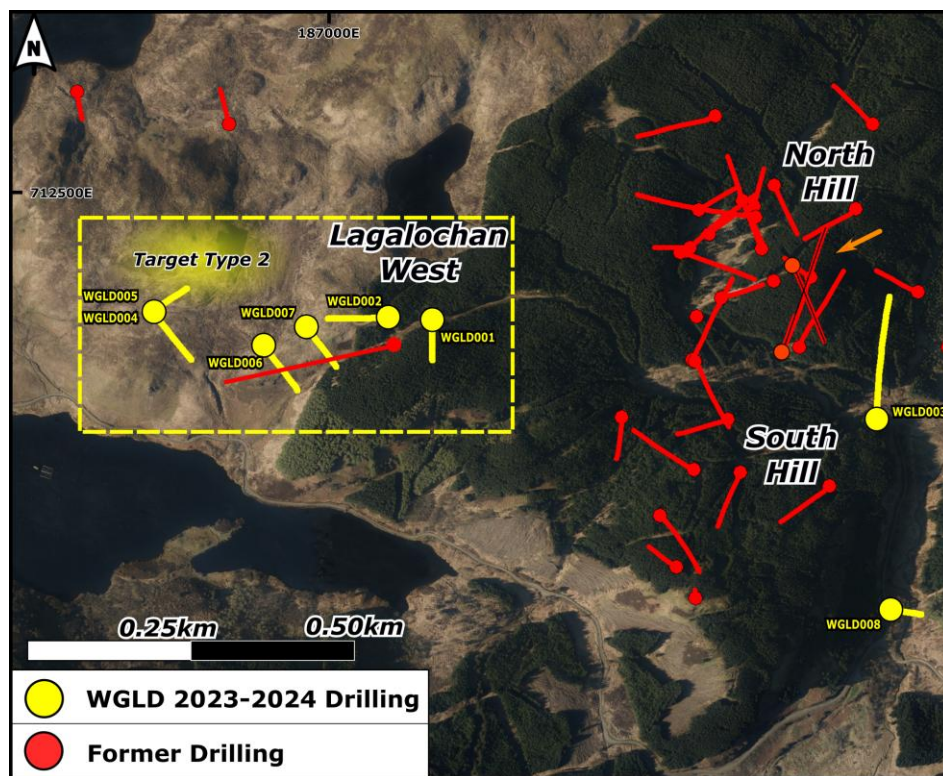 187000E
N
712500E
North
Hill
Lagalochan
West
Target Type 2
WGLD005
WGLD004
WGLD007
WGLD002
WGLD006
WGLD001
WGLD003
South
Hill
WGLD008
0.25km 0.50km
WGLD 2023-2024 Drilling
Former Drilling